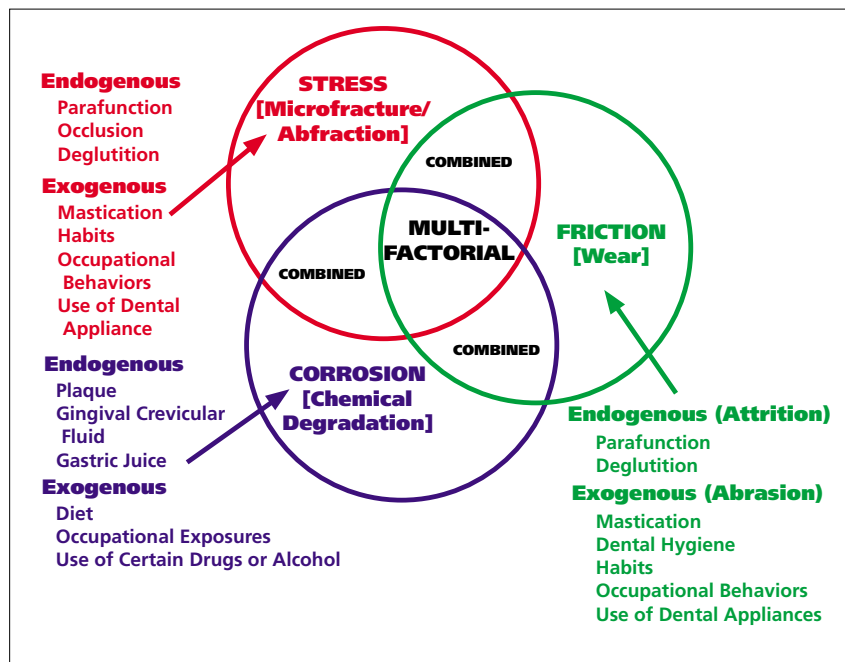 Endogenous
Parafunction
Occlusion
Deglutition
Exogenous
Mastication
Habits
Occupational
Behaviors
Use of Dental
Appliance
STRESS
[Microfracture/
Abfraction]
COMBINED
MULTI-
FACTORIAL
COMBINED
FRICTION
[Wear]
COMBINED
CORROSION
[Chemical
Degradation]
Endogenous
Plaque
Gingival Crevicular
Fluid
Gastric Juice
Exogenous
Diet
Occupational Exposures
Use of Certain Drugs or Alcohol
Endogenous (Attrition)
Parafunction
Deglutition
Exogenous (Abrasion)
Mastication
Dental Hygiene
Habits
Occupational Behaviors
Use of Dental Appliances